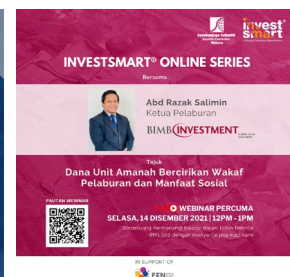 Suruhanjaya Sekuriti
Securities Commission
Malaysia
invest
smart
INVESTSMART® ONLINE SERIES
Bersama
Abd Razak Salimin
Ketua Pelaburan
BIMB INVESTMENT
Tajuk
Dana Unit Amanah Bercirikan Wakaf
Pelaburan dan Manfaat Sosial
PAUTAN WEBINAR
WEBINAR PERCUMA
SELASA, 14 DISEMBER 2021 | 12PM - 1PM
IN SUPPORT OF
FEN